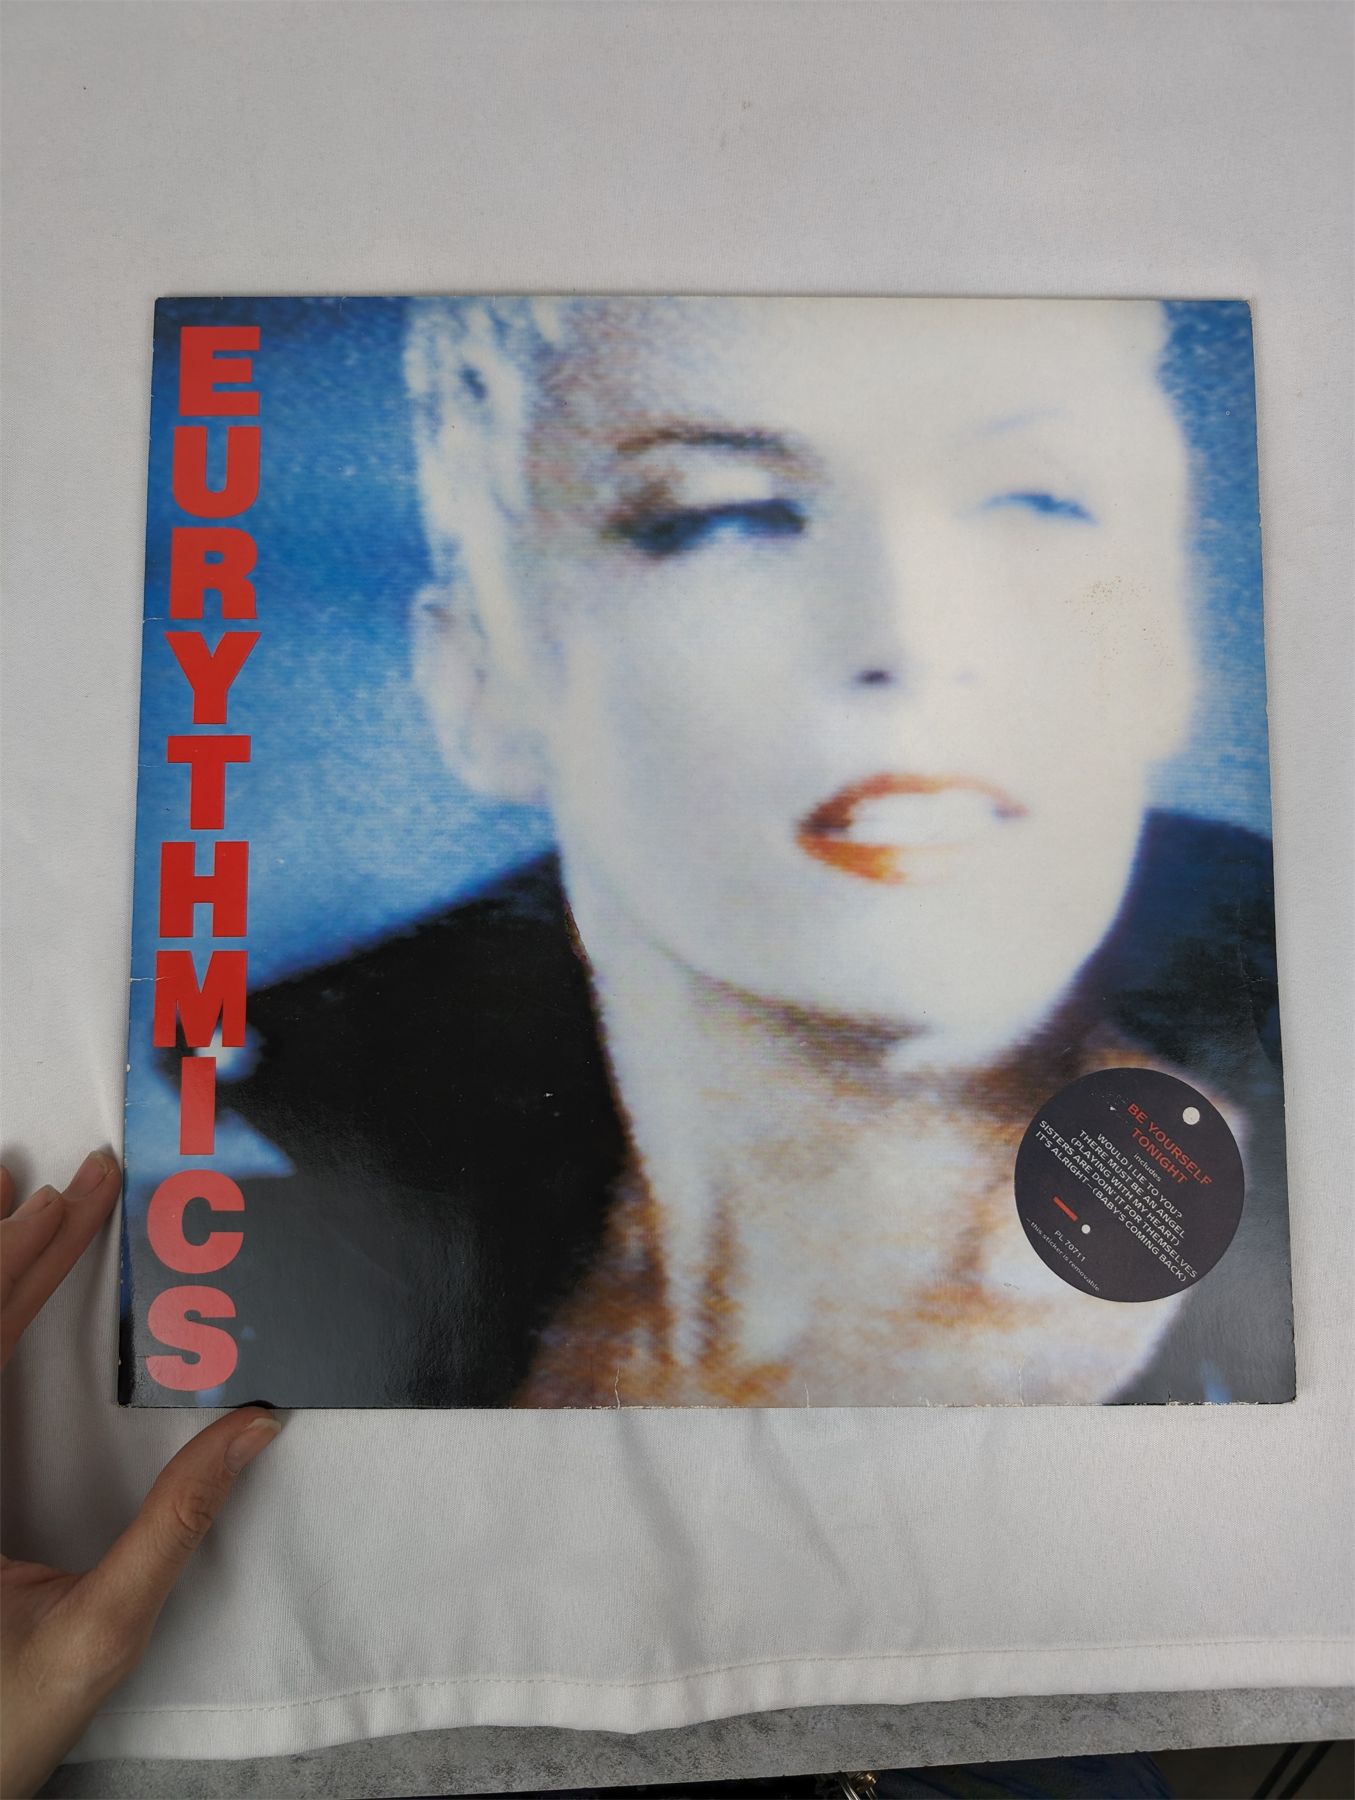 EURYTHMICS
BE YOURSELF
TONIGHT
includes
WOULD I LIE TO YOU?
THERE MUST BE AN ANGEL
(PLAYING WITH MY HEART)
SISTERS ARE DOIN' IT FOR THEMSELVES
IT'S ALRIGHT– (BABY'S COMING BACK)
PL 70711
- this sticker is removable